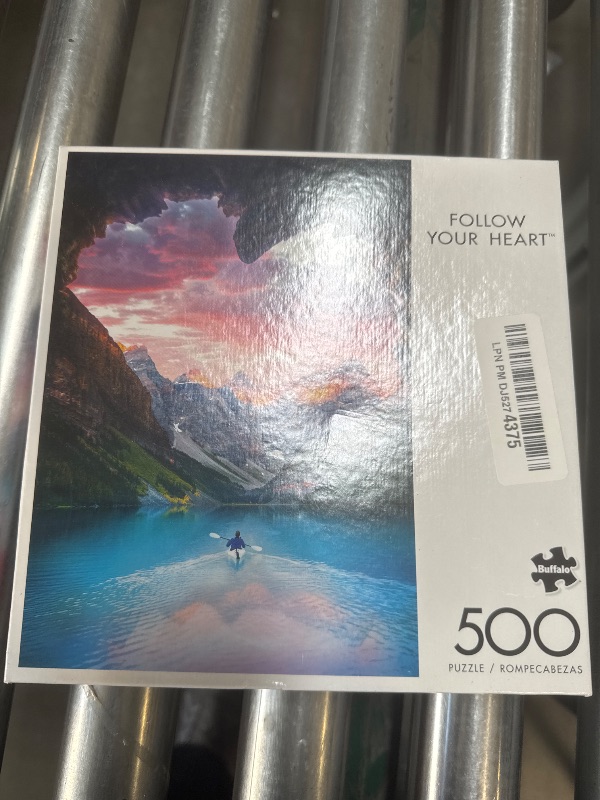 FOLLOW
YOUR HEART™
LPN PM DJ527 4375
Buffalo
500
PUZZLE / ROMPECABEZAS